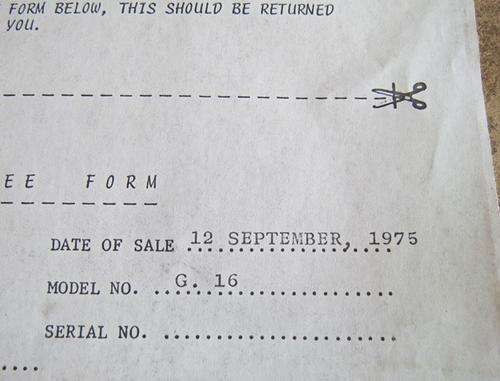 FORM BELOW, THIS SHOULD BE RETURNED
YOU.
EE FORM
DATE OF SALE 12 SEPTEMBER, 1975
MODEL NO. G. 16
SERIAL NO.